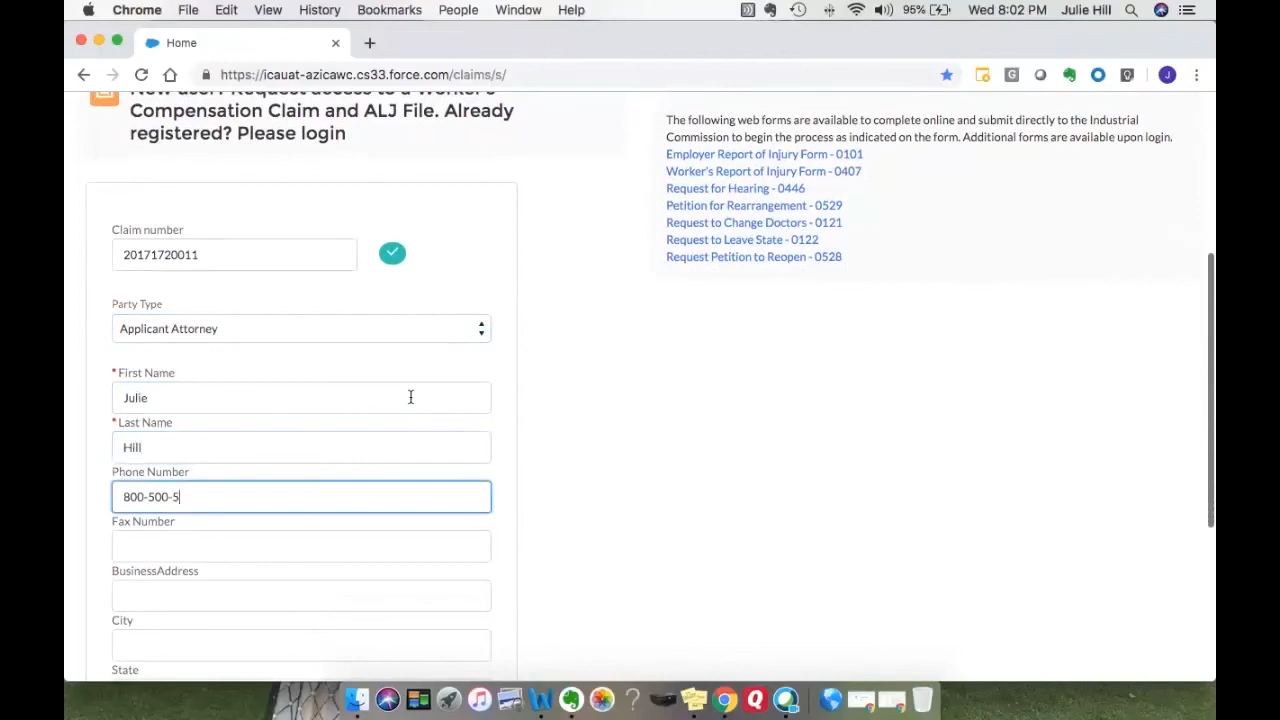 Chrome File Edit View History Bookmarks People Window Help 95% Wed 8:02 PM Julie Hill
Home
https://icauat-azicawc.cs33.force.com/claims/s/
New user? Request access to a Worker's
Compensation Claim and ALJ File. Already
registered? Please login
Claim number
20171720011
Party Type
Applicant Attorney
*First Name
Julie
*Last Name
Hill
Phone Number
800-500-5
Fax Number
BusinessAddress
City
State
The following web forms are available to complete online and submit directly to the Industrial
Commission to begin the process as indicated on the form. Additional forms are available upon login.
Employer Report of Injury Form - 0101
Worker's Report of Injury Form - 0407
Request for Hearing - 0446
Petition for Rearrangement - 0529
Request to Change Doctors - 0121
Request to Leave State - 0122
Request Petition to Reopen - 0528